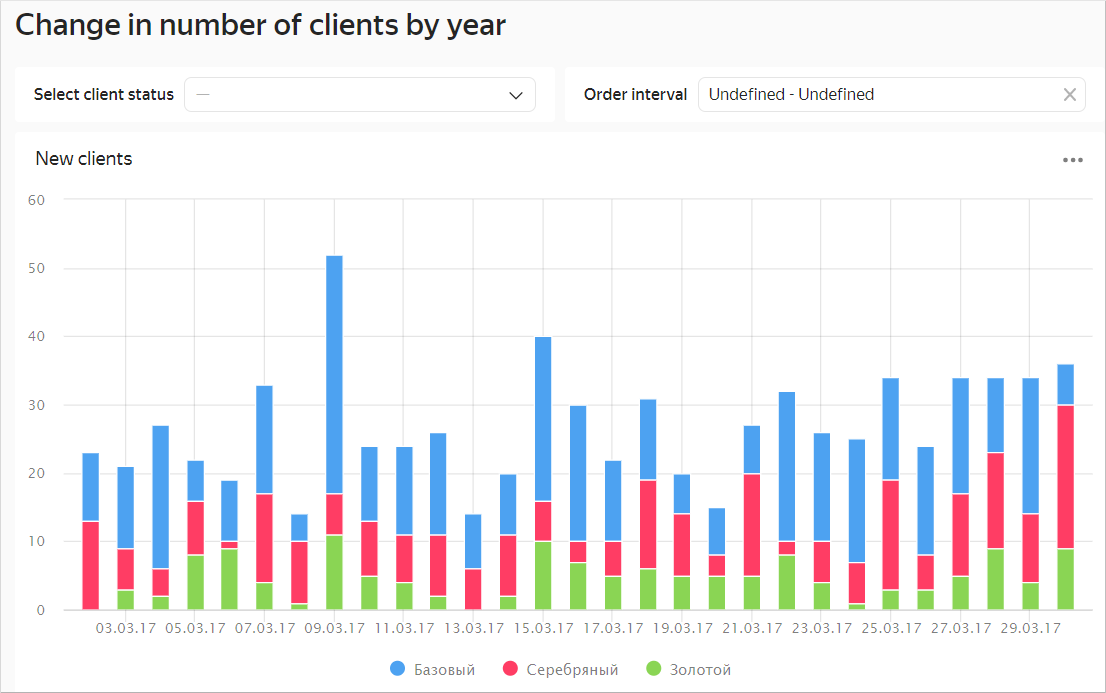 Change in number of clients by year
Select client status — Order interval Undefined - Undefined
New clients
60
50
40
30
20
10
0
03.03.17 05.03.17 07.03.17 09.03.17 11.03.17 13.03.17 15.03.17 17.03.17 19.03.17 21.03.17 23.03.17 25.03.17 27.03.17 29.03.17
Базовый Серебряный Золотой